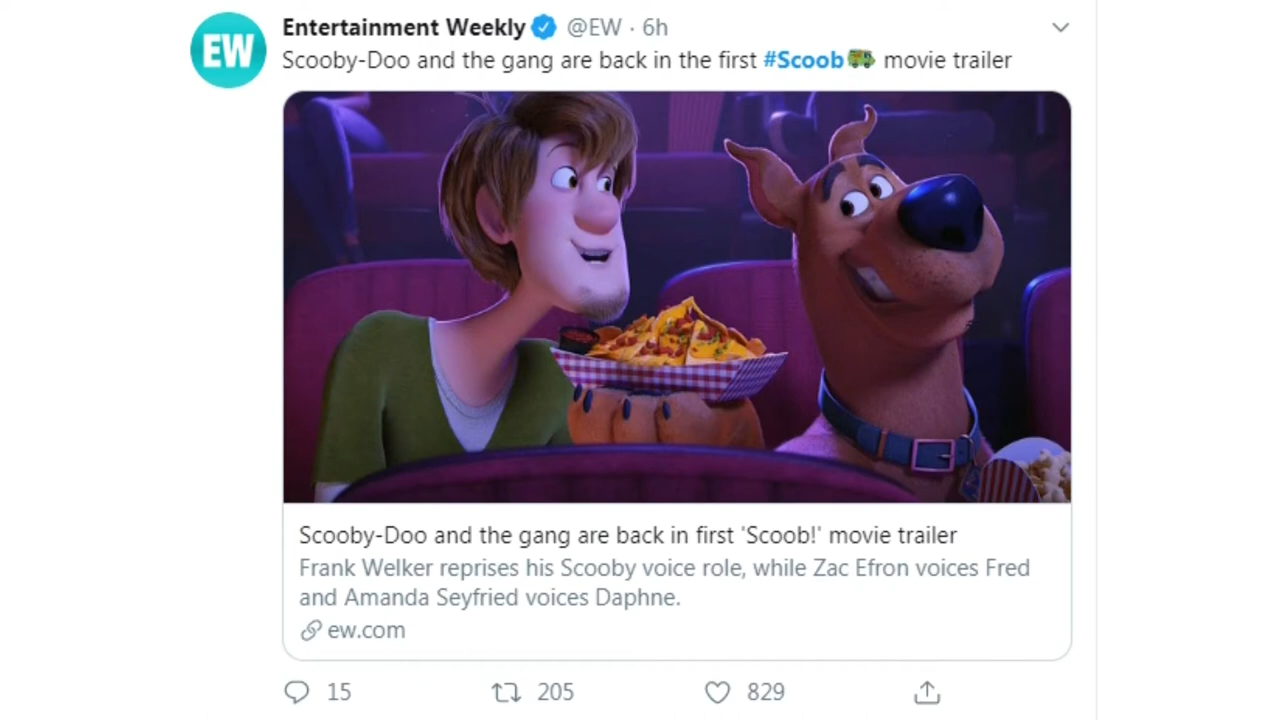 EW
Entertainment Weekly @EW · 6h
Scooby-Doo and the gang are back in the first #Scoob movie trailer
Scooby-Doo and the gang are back in first 'Scoob!' movie trailer
Frank Welker reprises his Scooby voice role, while Zac Efron voices Fred
and Amanda Seyfried voices Daphne.
ew.com
15 205 829